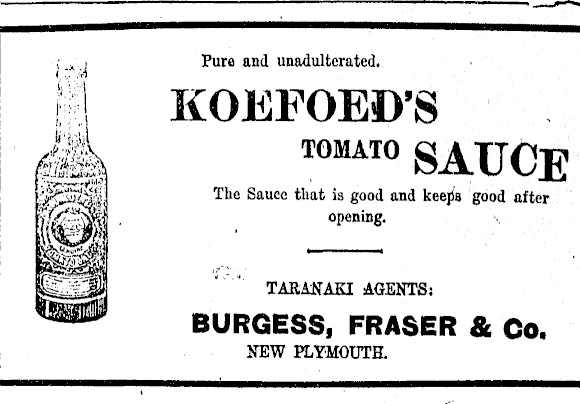 Pure and unadulterated.
KOEFOED'S
TOMATO SAUCE
The Sauce that is good and keeps good after
opening.
TARANAKI AGENTS:
BURGESS, FRASER & Co.
NEW PLYMOUTH.